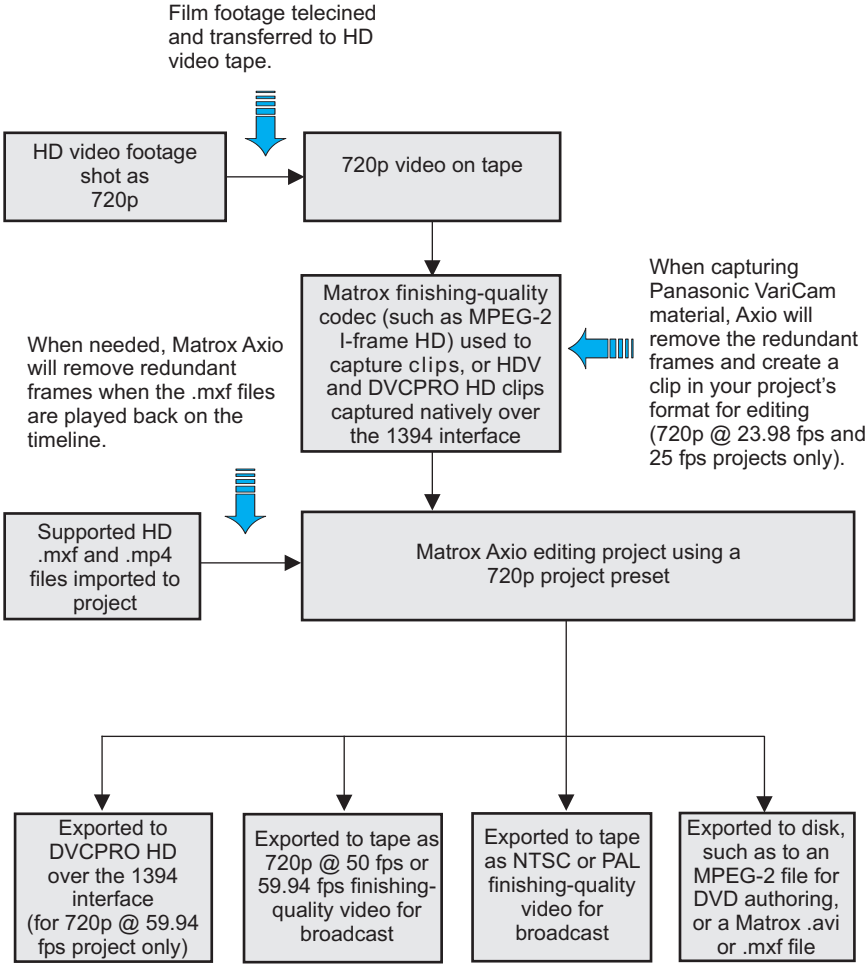 Film footage telecined
and transferred to HD
video tape.
HD video footage
shot as
720p
720p video on tape
Matrox finishing-quality
codec (such as MPEG-2
I-frame HD) used to
capture clips, or HDV
and DVCPRO HD clips
captured natively over
the 1394 interface
When capturing
Panasonic VariCam
material, Axio will
remove the redundant
frames and create a
clip in your project's
format for editing
(720p @ 23.98 fps and
25 fps projects only).
When needed, Matrox Axio
will remove redundant
frames when the .mxf files
are played back on the
timeline.
Supported HD
.mxf and .mp4
files imported to
project
Matrox Axio editing project using a
720p project preset
Exported to
DVCPRO HD
over the 1394
interface
(for 720p @ 59.94
fps project only)
Exported to tape as
720p @ 50 fps or
59.94 fps finishing-
quality video for
broadcast
Exported to tape
as NTSC or PAL
finishing-quality
video for
broadcast
Exported to disk,
such as to an
MPEG-2 file for
DVD authoring,
or a Matrox .avi
or .mxf file